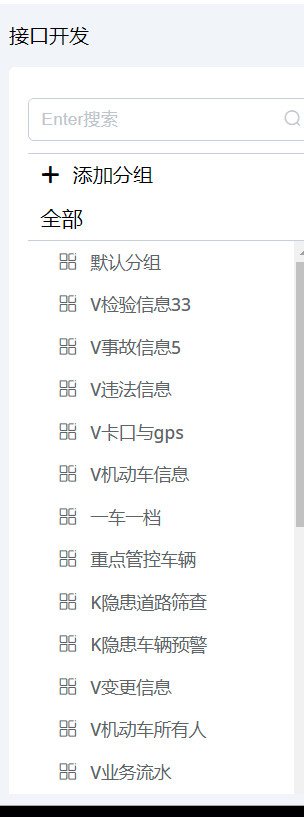 接口开发
Enter搜索
+ 添加分组
全部
默认分组
V检验信息33
V事故信息5
V违法信息
V卡口与gps
V机动车信息
一车一档
重点管控车辆
K隐患道路筛查
K隐患车辆预警
V变更信息
V机动车所有人
V业务流水